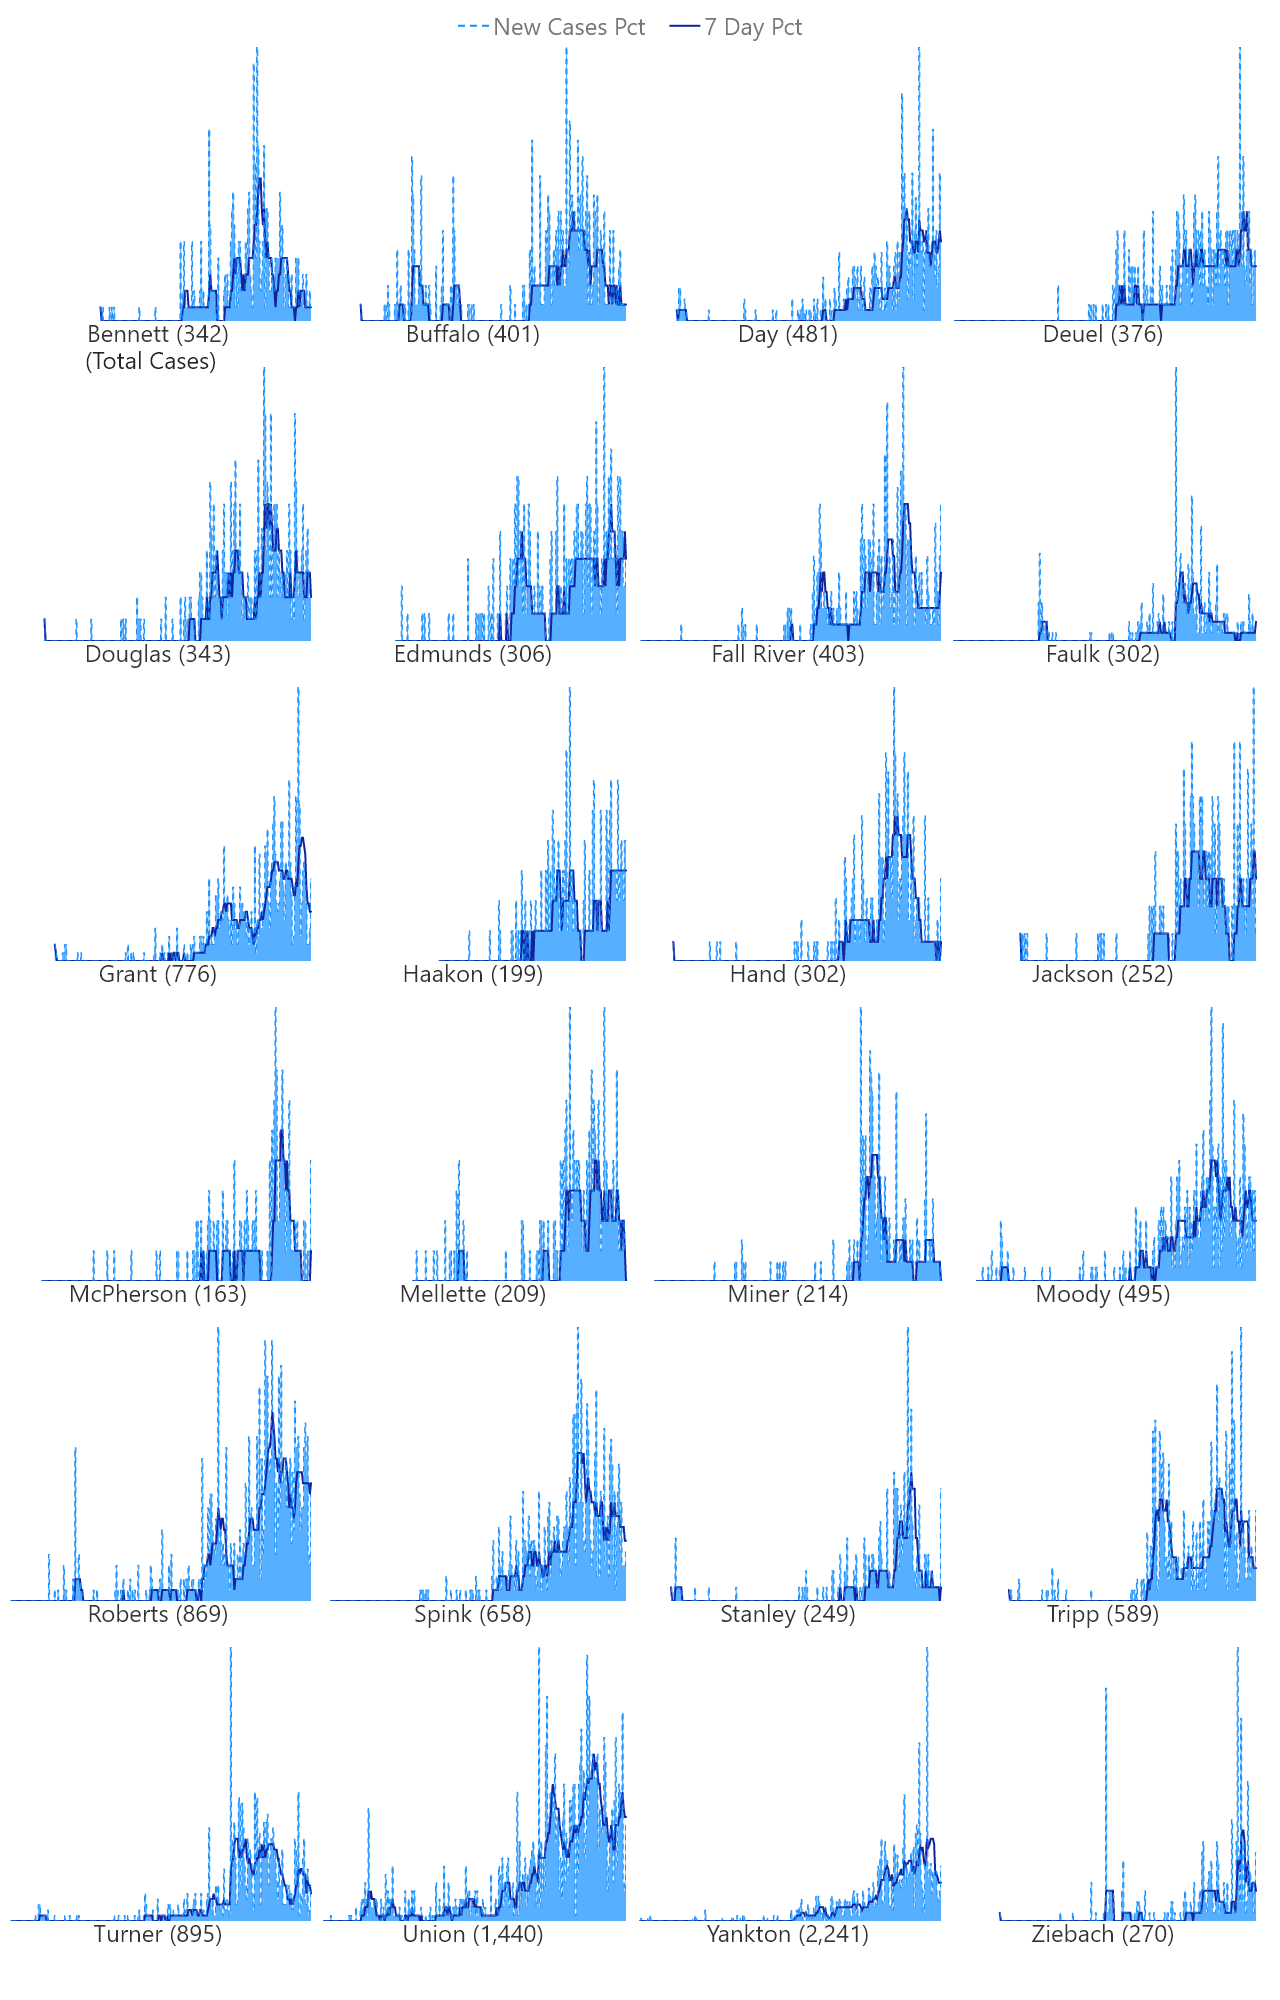 New Cases Pct 7 Day Pct
Bennett (342) Buffalo (401) Day (481) Deuel (376)
(Total Cases)
Douglas (343) Edmunds (306) Fall River (403) Faulk (302)
Grant (776) Haakon (199) Hand (302) Jackson (252)
McPherson (163) Mellette (209) Miner (214) Moody (495)
Roberts (869) Spink (658) Stanley (249) Tripp (589)
Turner (895) Union (1,440) Yankton (2,241) Ziebach (270)